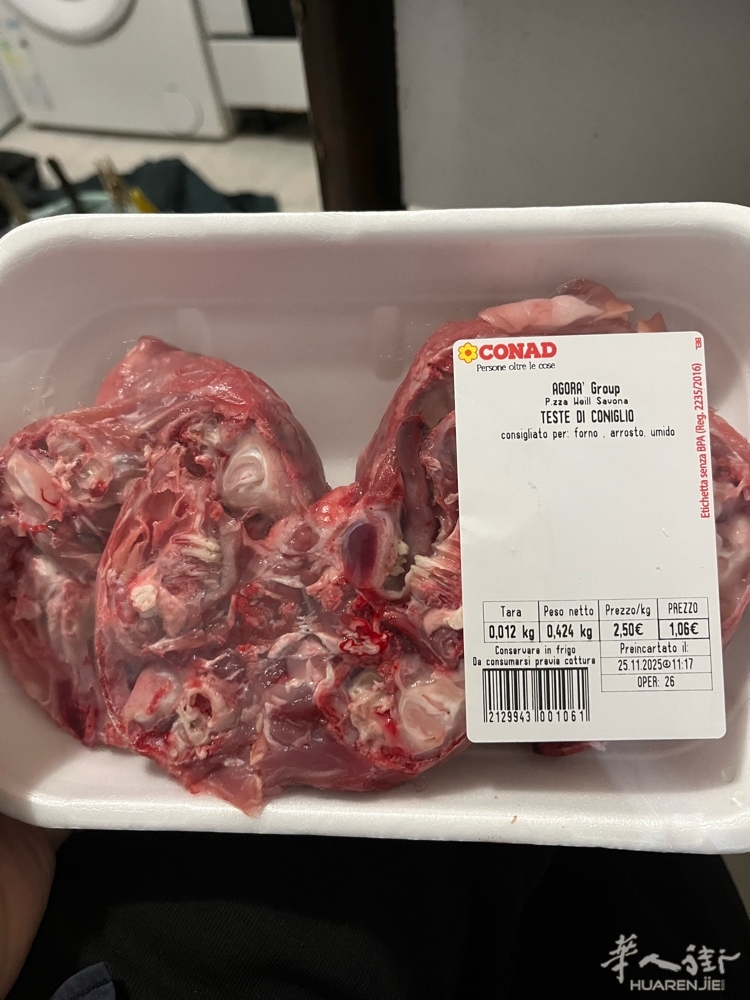 CONAD
Persone oltre le cose
AGORA' Group
P.zza Weill Savona
TESTE DI CONIGLIO
consigliato per: forno , arrosto, umido
Etichetta senza BPA (Reg. 2235/2016)
BEL
Tara Peso netto Prezzo/kg PREZZO
0,012 kg 0,424 kg 2,50€ 1,06€
Conservare in frigo
Da consumarsi previa cottura
Preincartato il:
25.11.2025 11:17
OPER: 26
2129943 001061
華人街
HUARENJIE